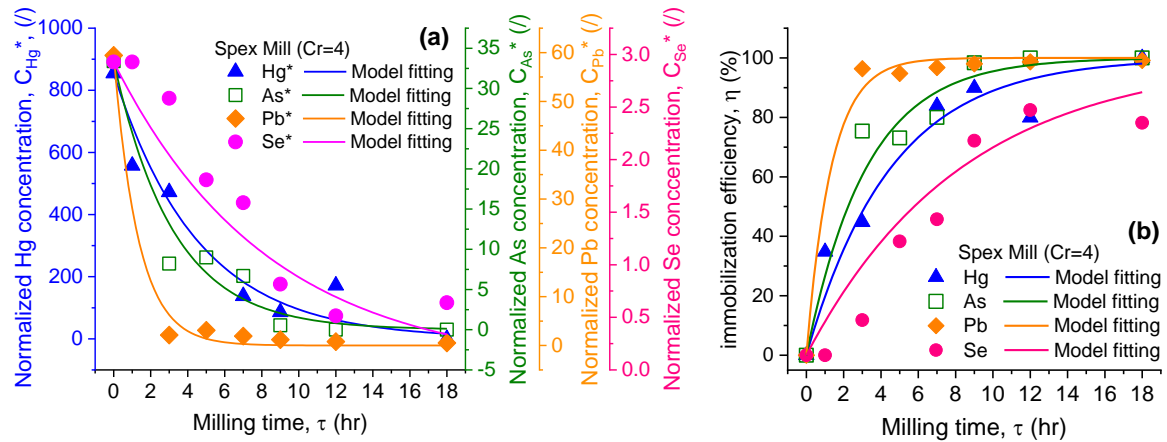 (a)
Spex Mill (Cr=4)
Hg* Model fitting
As* Model fitting
Pb* Model fitting
Se* Model fitting
Normalized Hg concentration, C_Hg*, (/)
1000
800
600
400
200
0
Normalized As concentration, C_As* (/)
35
30
25
20
15
10
5
0
-5
Normalized Pb concentration, C_Pb* (/)
60
50
40
30
20
10
0
Normalized Se conccentration, C_Se* (/)
3.0
2.5
2.0
1.5
1.0
0.5
0.0
0 3 6 9 12 15 18
Milling time, τ (hr)
(b)
Spex Mill (Cr=4)
Hg Model fitting
As Model fitting
Pb Model fitting
Se Model fitting
immobilization efficiency, η (%)
100
80
60
40
20
0
0 2 4 6 8 10 12 14 16 18
Milling time, τ (hr)